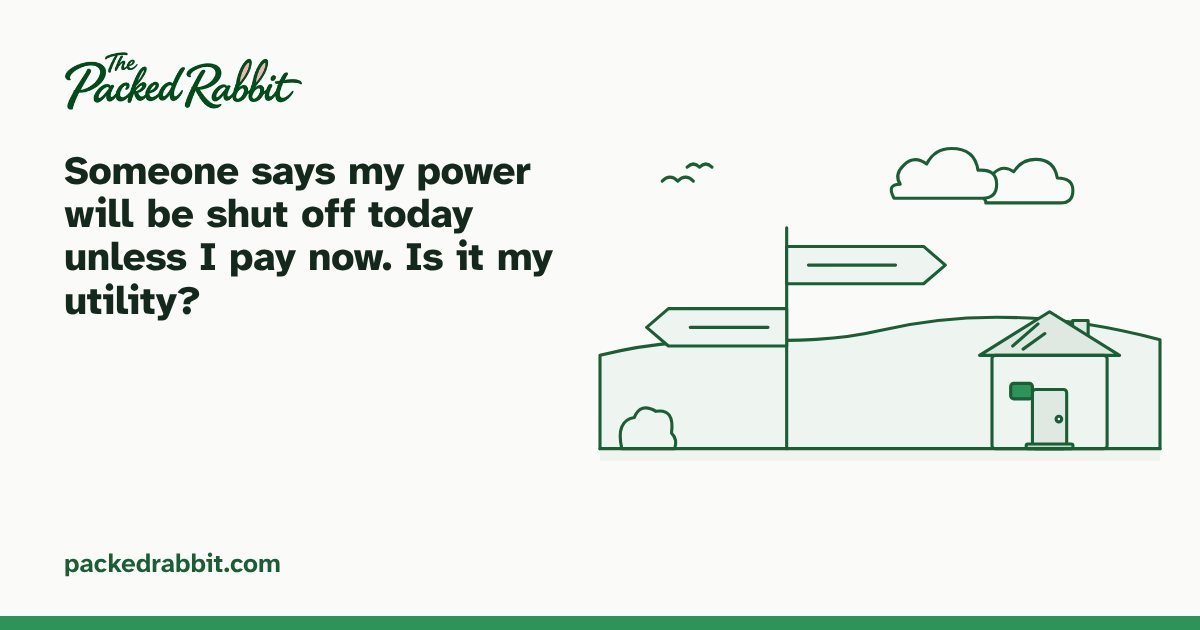 The
Packed Rabbit
Someone says my power
will be shut off today
unless I pay now. Is it my
utility?
packedrabbit.com